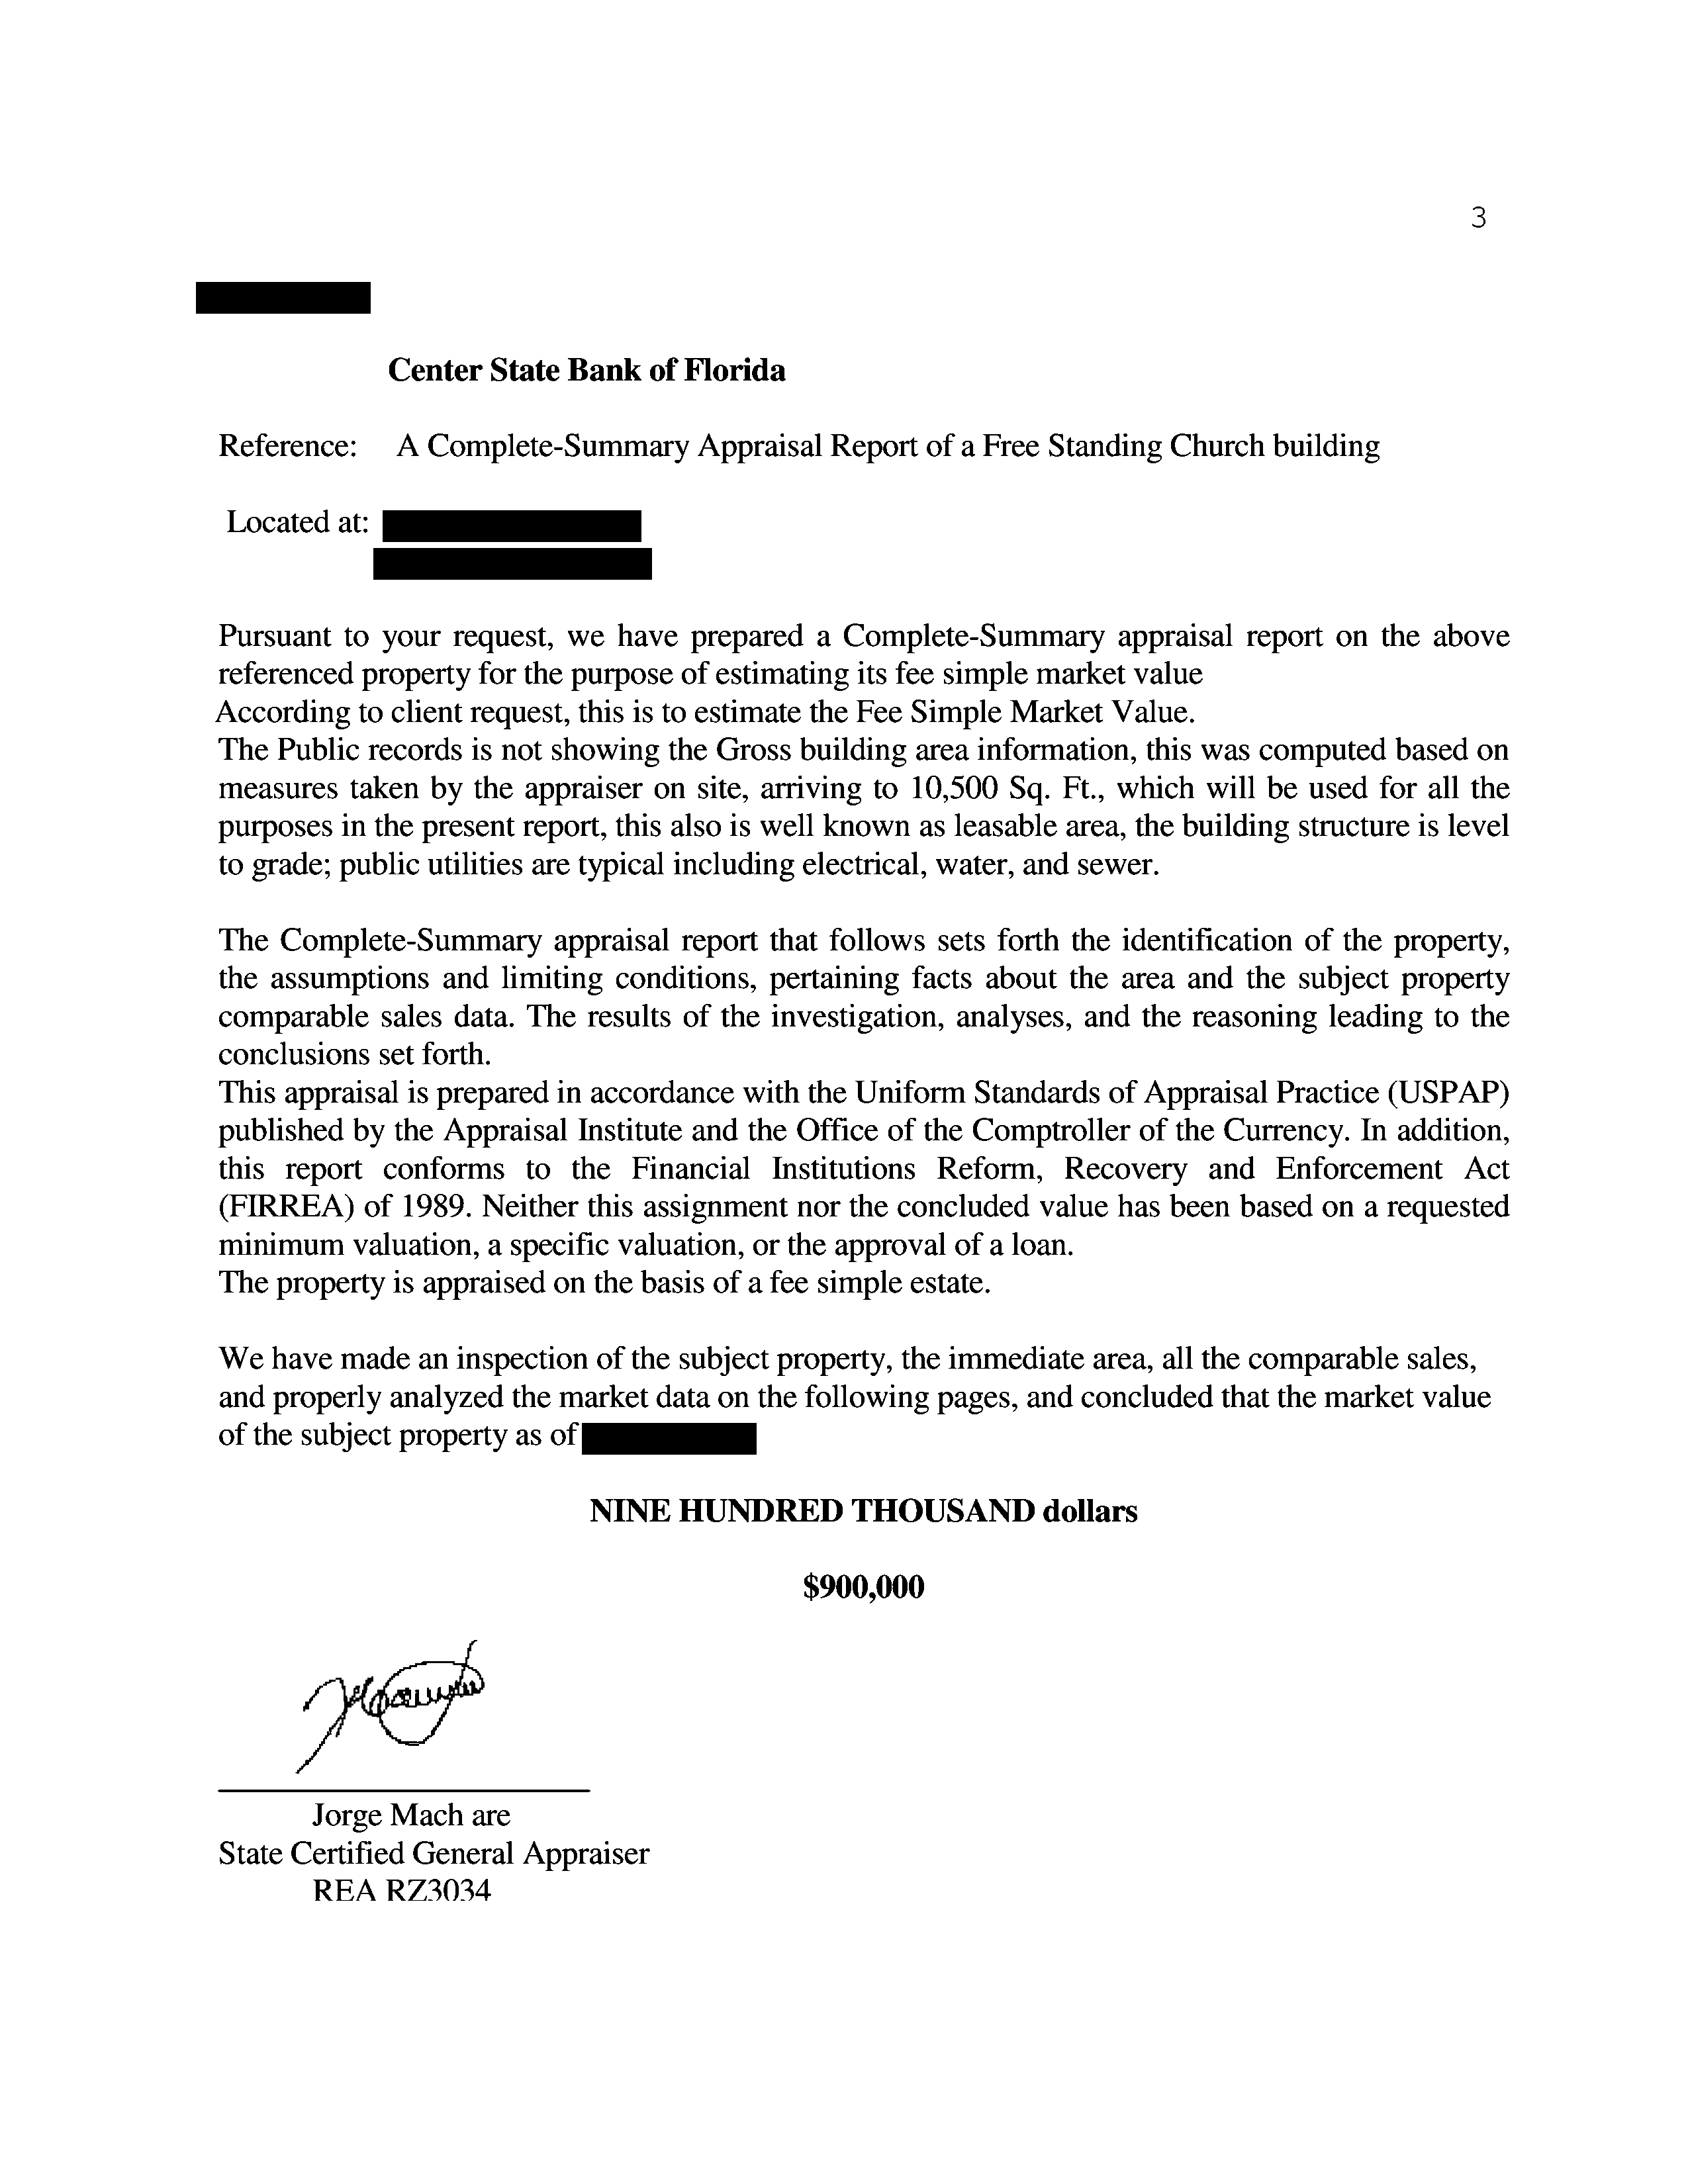 3
Center State Bank of Florida
Reference: A Complete-Summary Appraisal Report of a Free Standing Church building
Located at:
Pursuant to your request, we have prepared a Complete-Summary appraisal report on the above
referenced property for the purpose of estimating its fee simple market value
According to client request, this is to estimate the Fee Simple Market Value.
The Public records is not showing the Gross building area information, this was computed based on
measures taken by the appraiser on site, arriving to 10,500 Sq. Ft., which will be used for all the
purposes in the present report, this also is well known as leasable area, the building structure is level
to grade; public utilities are typical including electrical, water, and sewer.
The Complete-Summary appraisal report that follows sets forth the identification of the property,
the assumptions and limiting conditions, pertaining facts about the area and the subject property
comparable sales data. The results of the investigation, analyses, and the reasoning leading to the
conclusions set forth.
This appraisal is prepared in accordance with the Uniform Standards of Appraisal Practice (USPAP)
published by the Appraisal Institute and the Office of the Comptroller of the Currency. In addition,
this report conforms to the Financial Institutions Reform, Recovery and Enforcement Act
(FIRREA) of 1989. Neither this assignment nor the concluded value has been based on a requested
minimum valuation, a specific valuation, or the approval of a loan.
The property is appraised on the basis of a fee simple estate.
We have made an inspection of the subject property, the immediate area, all the comparable sales,
and properly analyzed the market data on the following pages, and concluded that the market value
of the subject property as of
NINE HUNDRED THOUSAND dollars
$900,000
Jorge Mach are
State Certified General Appraiser
REA RZ3034